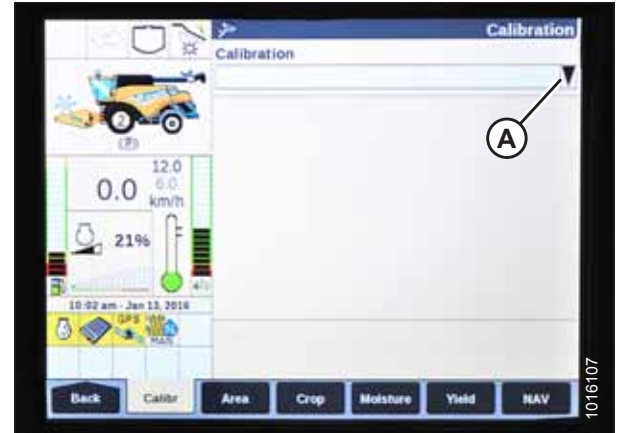 Calibration
Calibration
A
2
(P)
12.0
0.0 6.0
km/h
21%
10:02 am - Jan 13, 2016
GPS
MAN
Back Calibr Area Crop Moisture Yield NAV
1016107